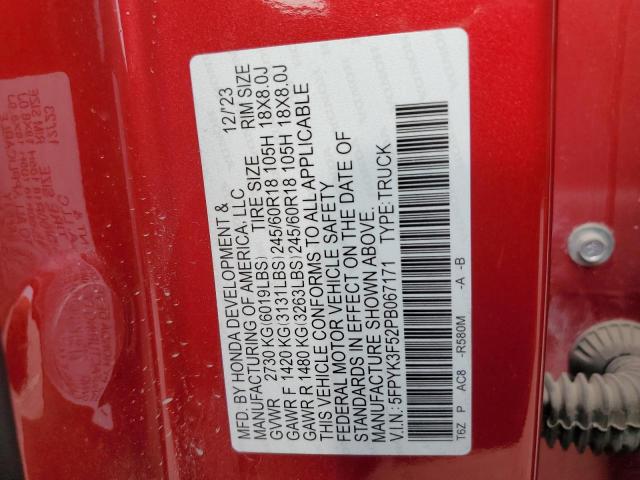 MFD. BY HONDA DEVELOPMENT &
MANUFACTURING OF AMERICA, LLC 12/'23
TIRE SIZE RIM SIZE
GVWR 2730 KG(6019LBS)
GAWR F 1420 KG(3131LBS) 245/60R18 105H 18X8.0J
GAWR R 1480 KG(3263LBS) 245/60R18 105H 18X8.0J
THIS VEHICLE CONFORMS TO ALL APPLICABLE
FEDERAL MOTOR VEHICLE SAFETY
STANDARDS IN EFFECT ON THE DATE OF
MANUFACTURE SHOWN ABOVE.
V.I.N.: 5FPYK3F52PB067171 TYPE: TRUCK
T6Z P AC8 -R580M -A -B